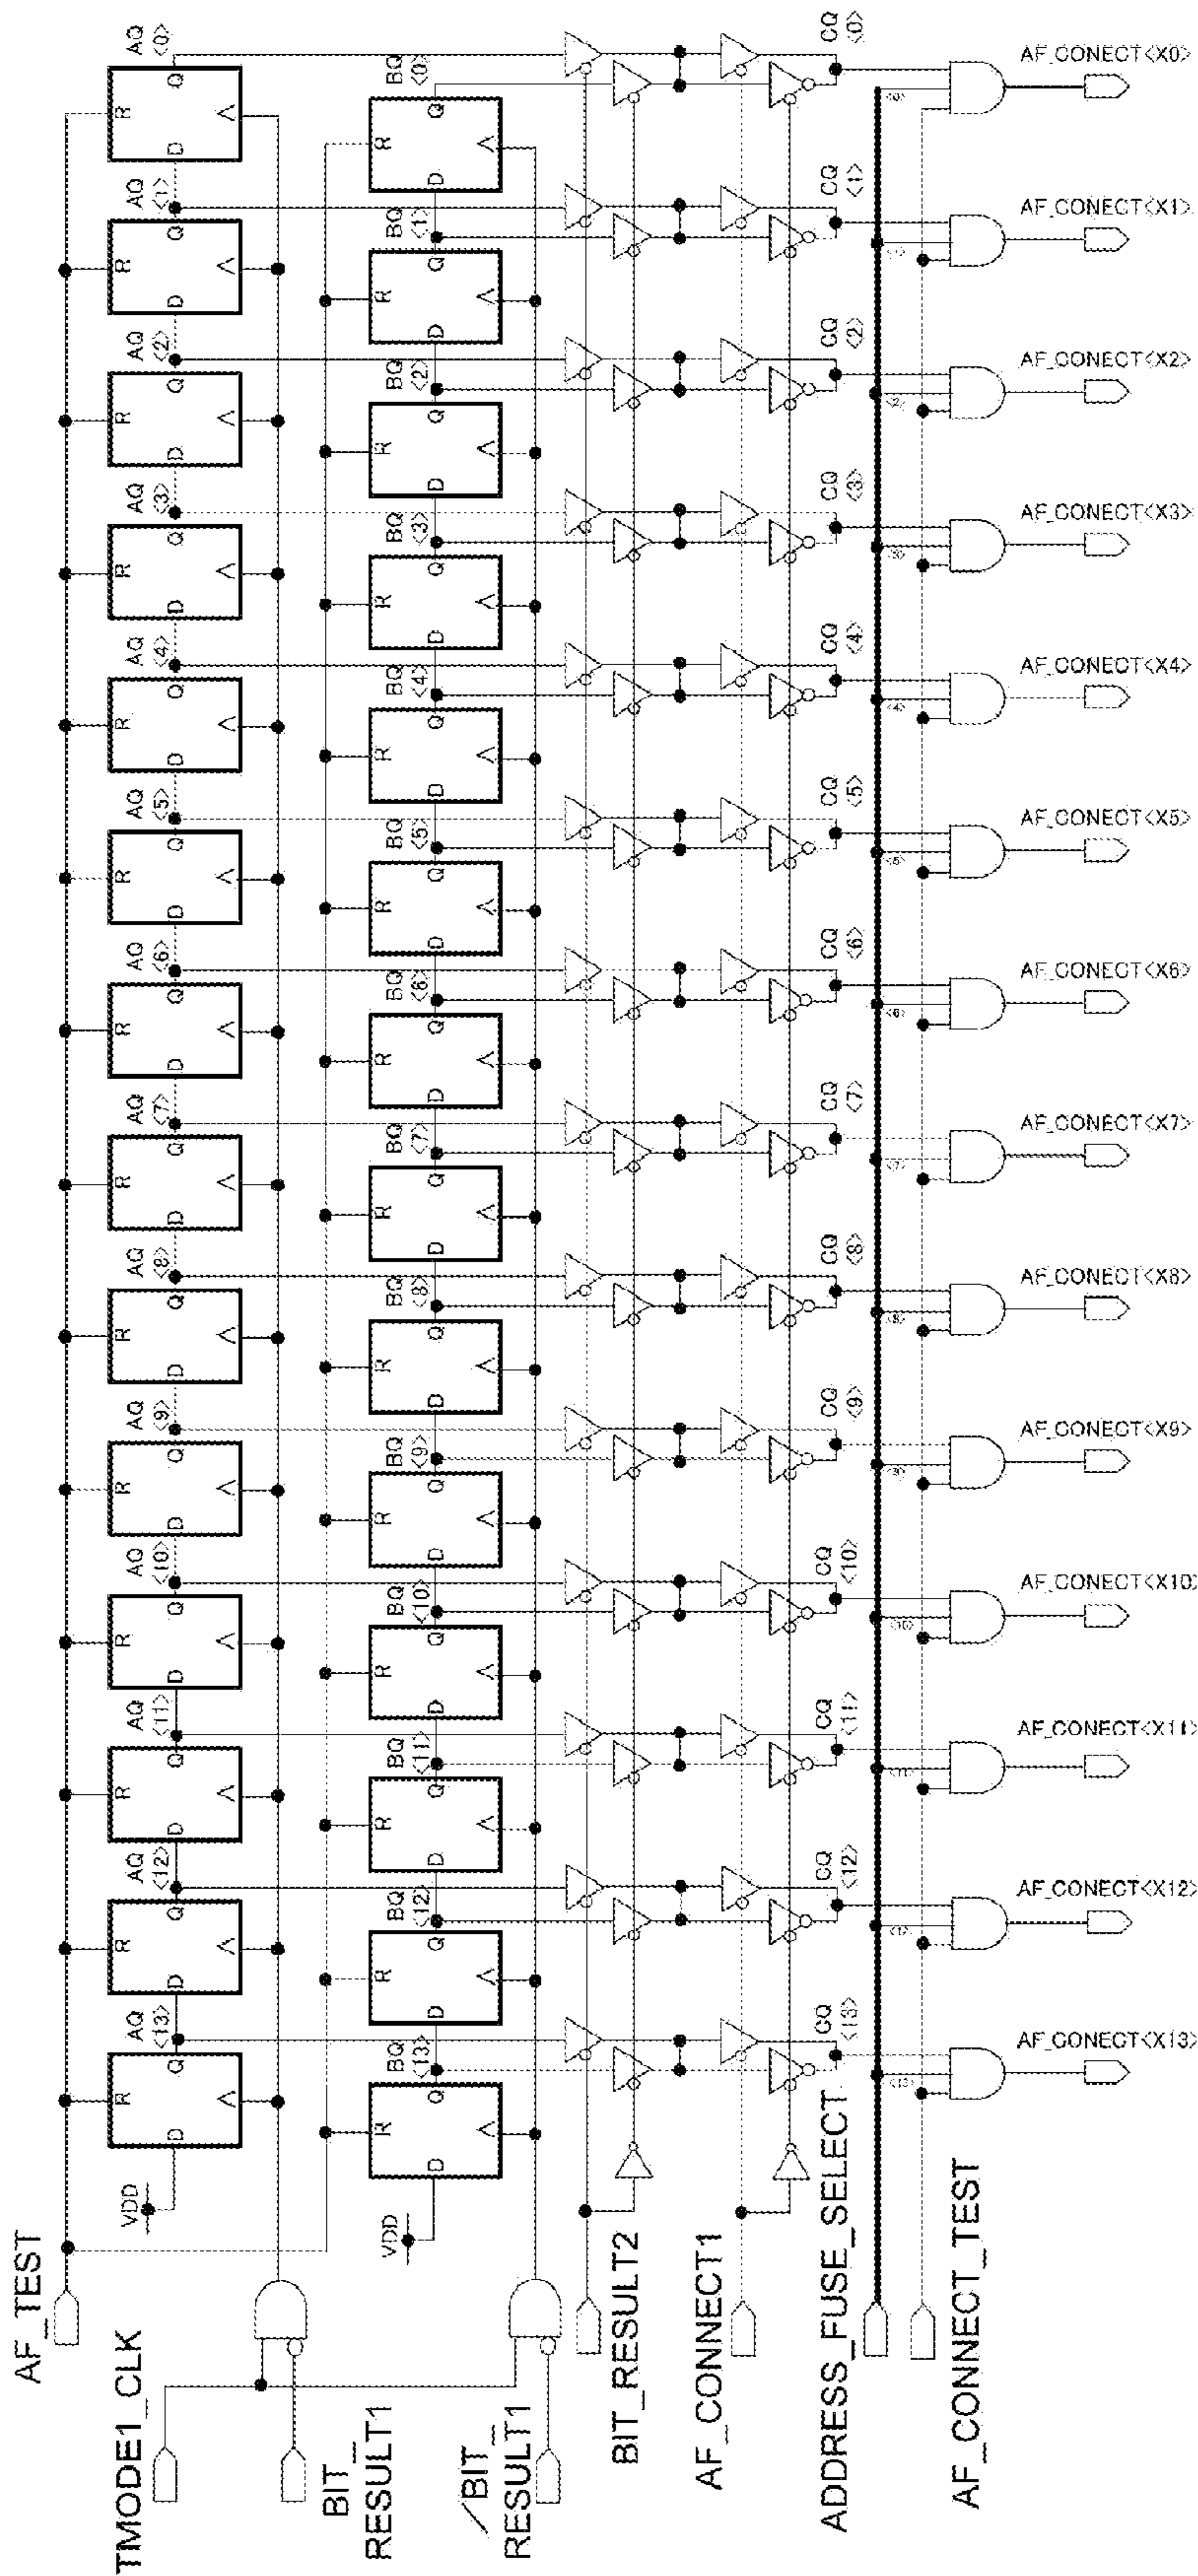 AF_TEST
TMODE1_CLK
BIT_
RESULT1
/BIT_
RESULT1
BIT_RESULT2
AF_CONNECT1
ADDRESS_FUSE_SELECT
AF_CONNECT_TEST
VDD
VDD
D Q R
D Q R
D Q R
D Q R
D Q R
D Q R
D Q R
D Q R
D Q R
D Q R
D Q R
D Q R
D Q R
D Q R
AQ
<13>
AQ
<12>
AQ
<11>
AQ
<10>
AQ
<9>
AQ
<8>
AQ
<7>
AQ
<6>
AQ
<5>
AQ
<4>
AQ
<3>
AQ
<2>
AQ
<1>
AQ
<0>
D Q R
D Q R
D Q R
D Q R
D Q R
D Q R
D Q R
D Q R
D Q R
D Q R
D Q R
D Q R
D Q R
D Q R
BQ
<13>
BQ
<12>
BQ
<11>
BQ
<10>
BQ
<9>
BQ
<8>
BQ
<7>
BQ
<6>
BQ
<5>
BQ
<4>
BQ
<3>
BQ
<2>
BQ
<1>
BQ
<0>
CQ
<13>
CQ
<12>
CQ
<11>
CQ
<10>
CQ
<9>
CQ
<8>
CQ
<7>
CQ
<6>
CQ
<5>
CQ
<4>
CQ
<3>
CQ
<2>
CQ
<1>
CQ
<0>
AF_CONECT<X0>
AF_CONECT<X1>
AF_CONECT<X2>
AF_CONECT<X3>
AF_CONECT<X4>
AF_CONECT<X5>
AF_CONECT<X6>
AF_CONECT<X7>
AF_CONECT<X8>
AF_CONECT<X9>
AF_CONECT<X10>
AF_CONECT<X11>
AF_CONECT<X12>
AF_CONECT<X13>